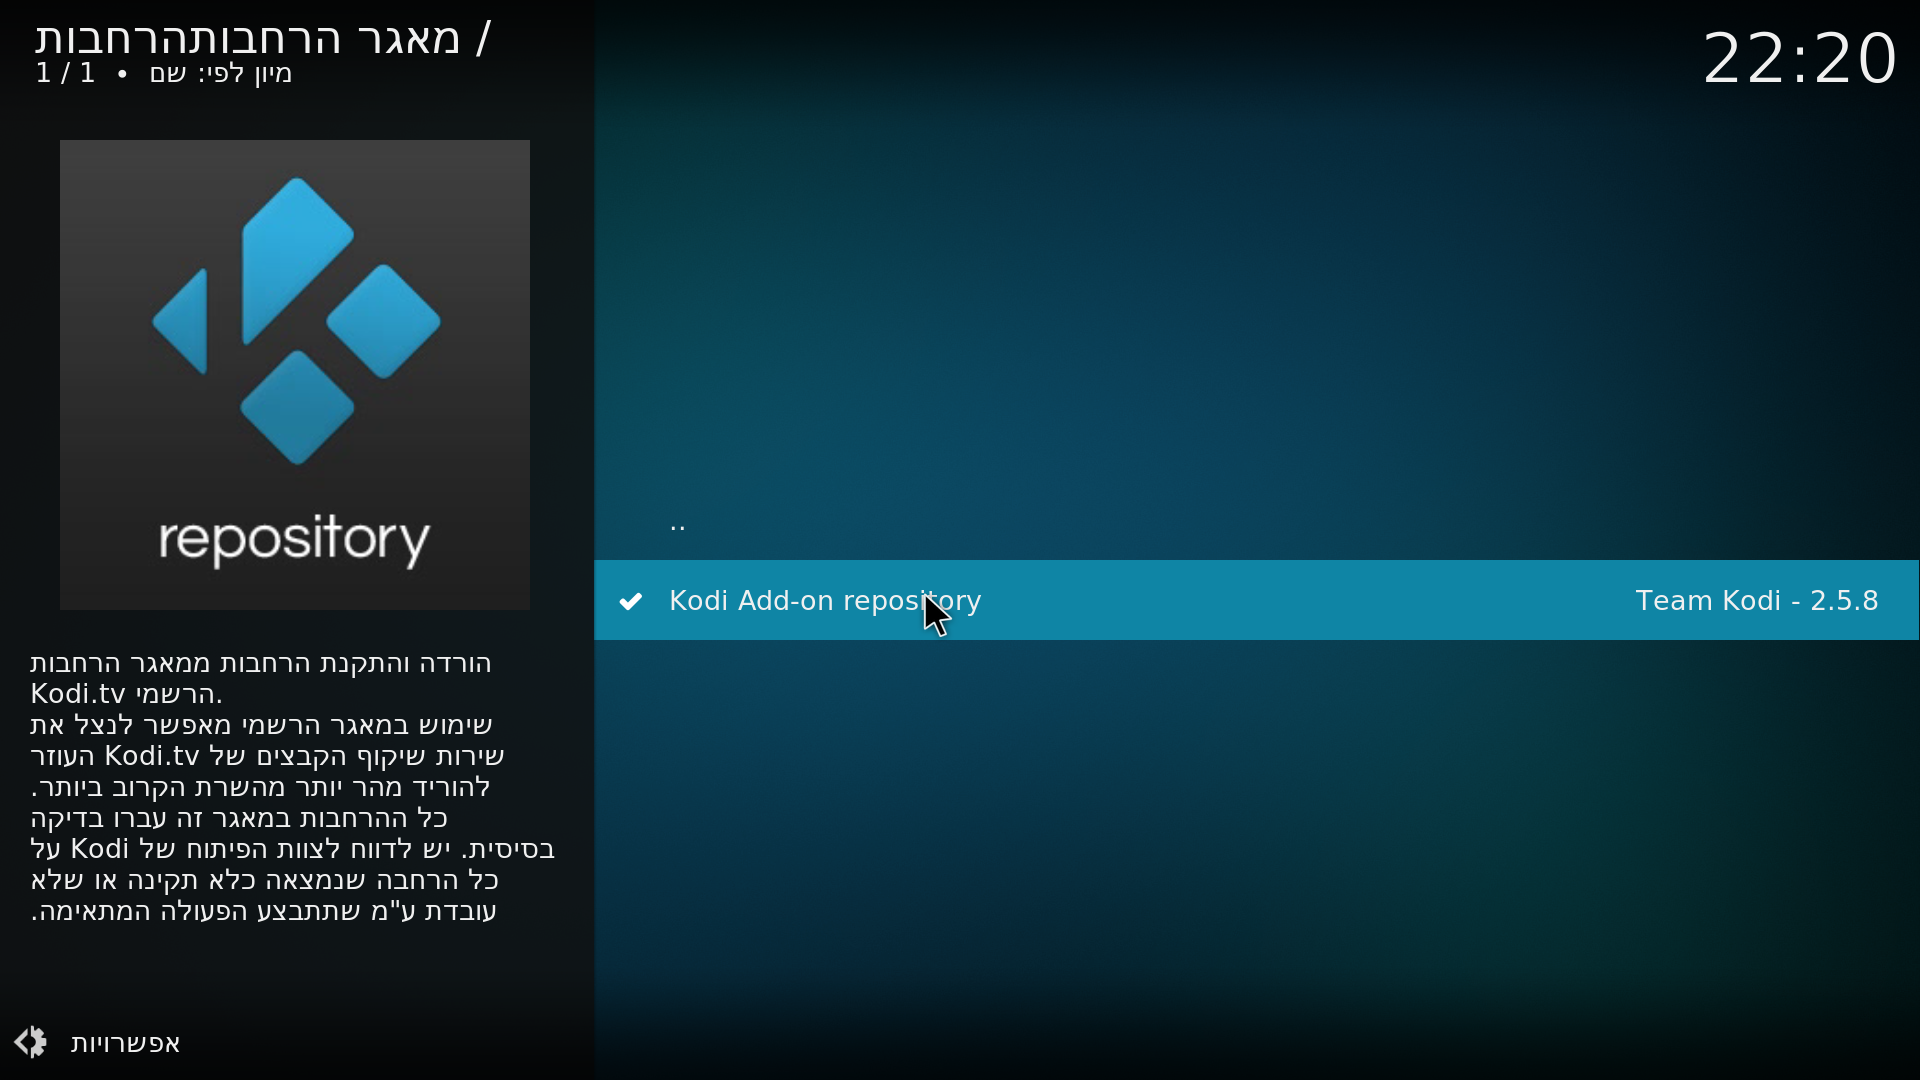 הרחבות / מאגר הרחבות
1 / 1 • מיון לפי: שם
22:20
repository
..
Kodi Add-on repository
Team Kodi - 2.5.8
הורדה והתקנת הרחבות ממאגר הרחבות
Kodi.tv הרשמי.
שימוש במאגר הרשמי מאפשר לנצל את
שירות שיקוף הקבצים של Kodi.tv העוזר
להוריד מהר יותר מהשרת הקרוב ביותר.
כל ההרחבות במאגר זה עברו בדיקה
בסיסית. יש לדווח לצוות הפיתוח של Kodi על
כל הרחבה שנמצאה כלא תקינה או שלא
עובדת ע"מ שתתבצע הפעולה המתאימה.
אפשרויות